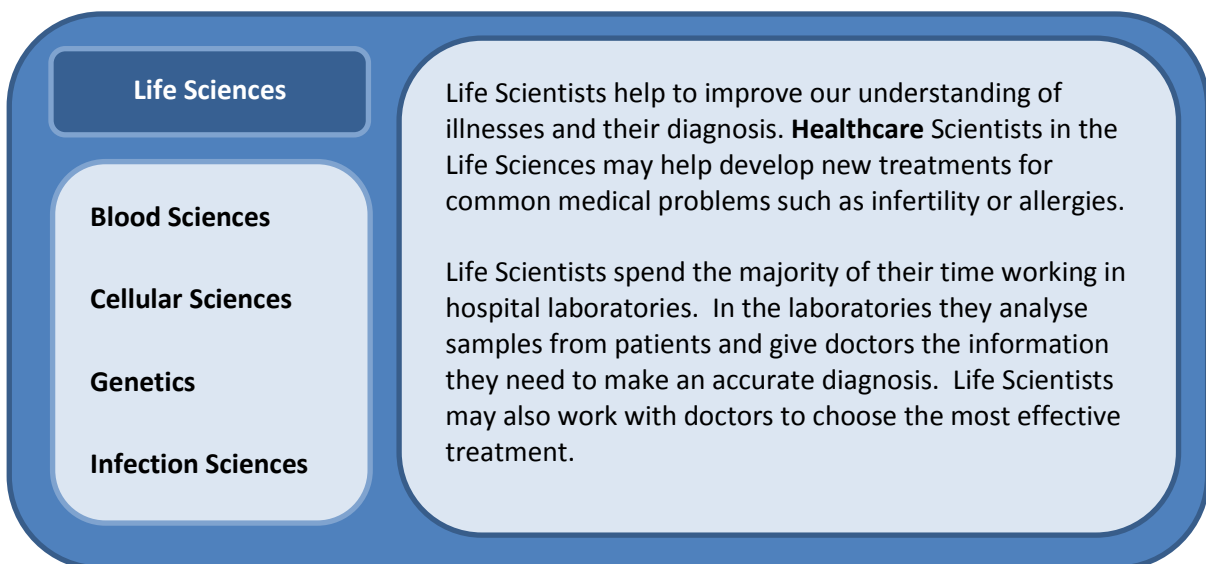 Life Sciences
Blood Sciences
Cellular Sciences
Genetics
Infection Sciences
Life Scientists help to improve our understanding of
illnesses and their diagnosis. Healthcare Scientists in the
Life Sciences may help develop new treatments for
common medical problems such as infertility or allergies.
Life Scientists spend the majority of their time working in
hospital laboratories.  In the laboratories they analyse
samples from patients and give doctors the information
they need to make an accurate diagnosis.  Life Scientists
may also work with doctors to choose the most effective
treatment.